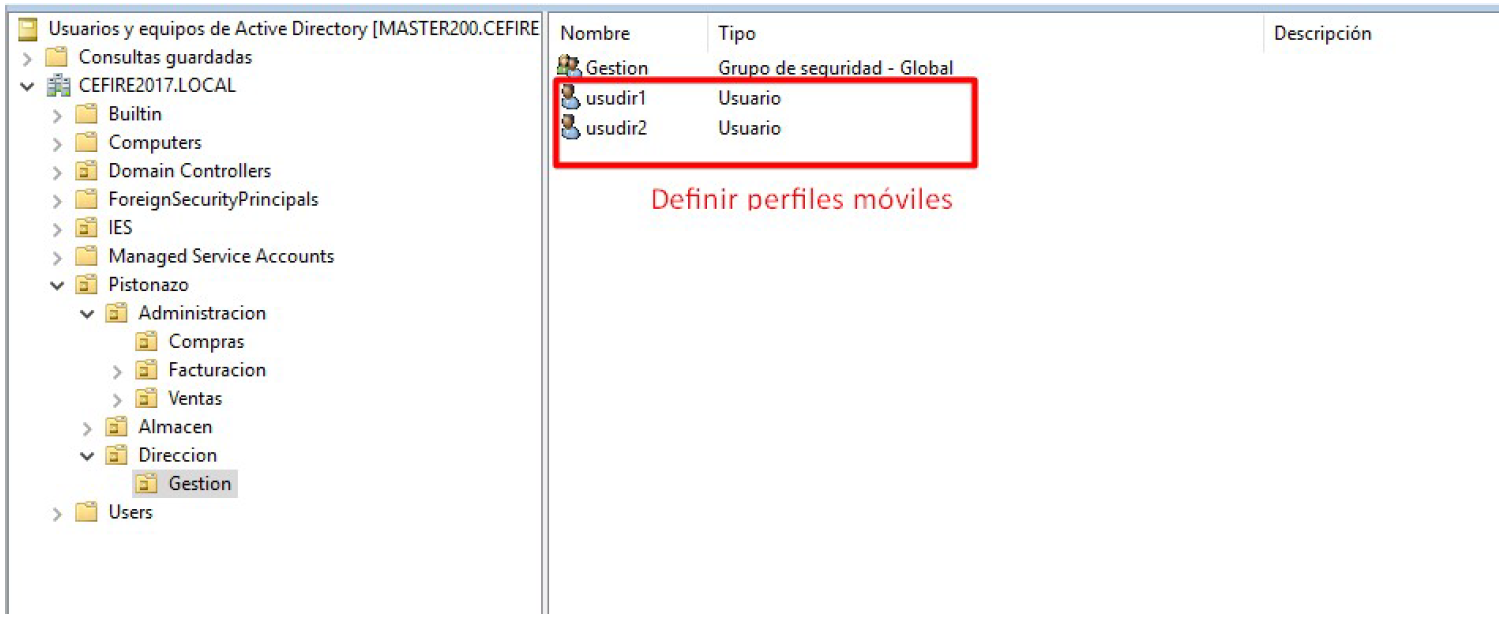 Usuarios y equipos de Active Directory [MASTER200.CEFIRE
Consultas guardadas
CEFIRE2017.LOCAL
Builtin
Computers
Domain Controllers
ForeignSecurityPrincipals
IES
Managed Service Accounts
Pistonazo
Administracion
Compras
Facturacion
Ventas
Almacen
Direccion
Gestion
Users
Nombre Tipo Descripción
Gestion Grupo de seguridad - Global
usudir1 Usuario
usudir2 Usuario
Definir perfiles móviles